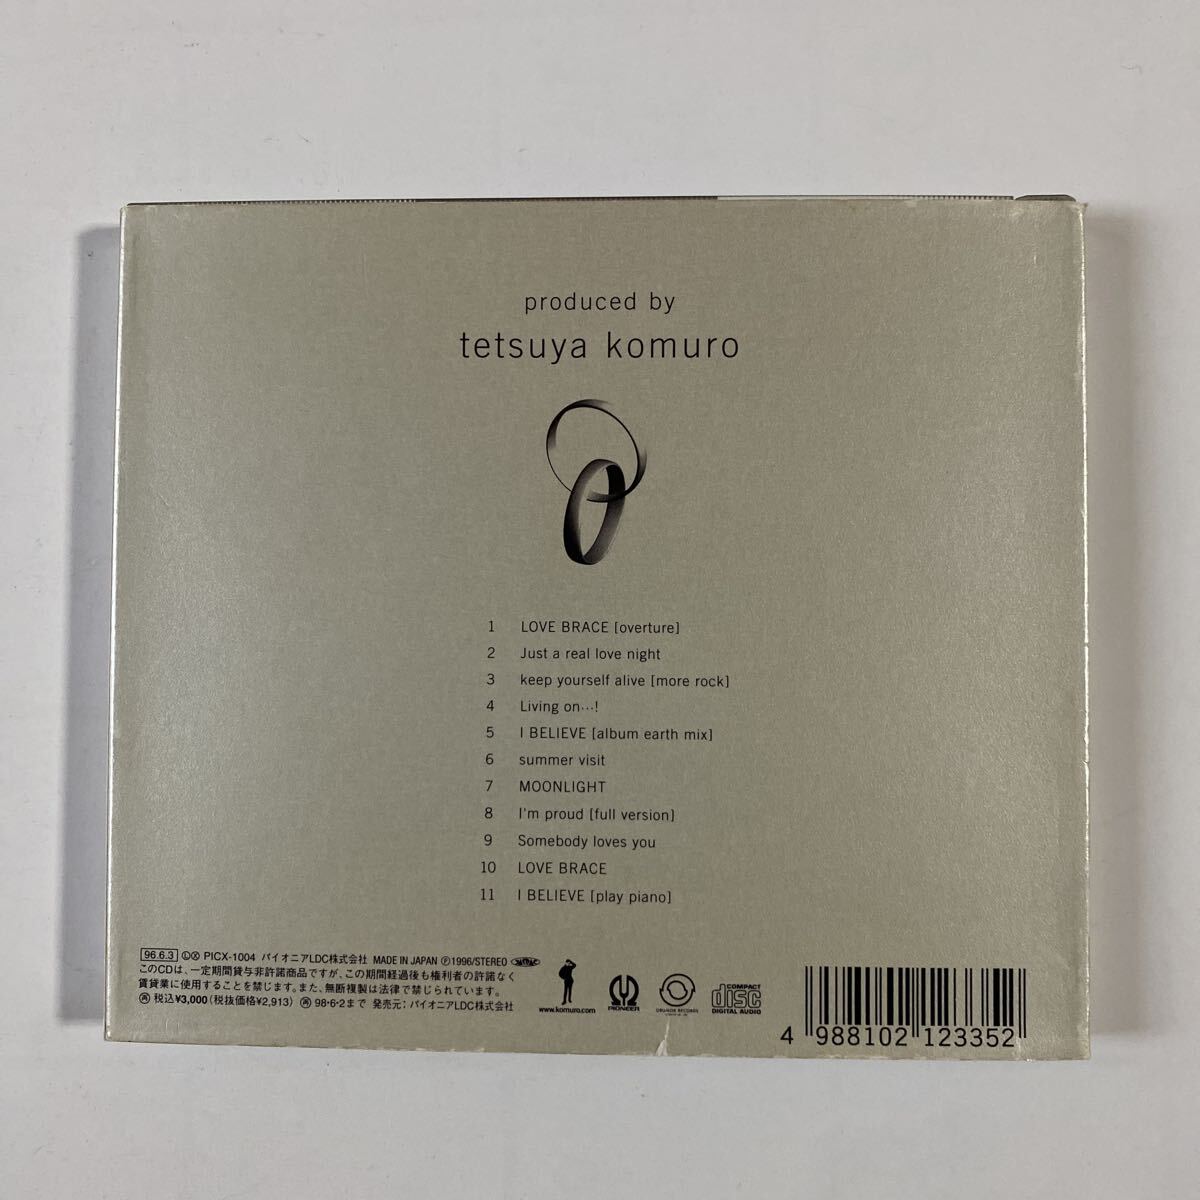 produced by
tetsuya komuro
1 LOVE BRACE [overture]
2 Just a real love night
3 keep yourself alive [more rock]
4 Living on…!
5 I BELIEVE [album earth mix]
6 summer visit
7 MOONLIGHT
8 I'm proud [full version]
9 Somebody loves you
10 LOVE BRACE
11 I BELIEVE [play piano]
96.6.3 ⓁⓍ PICX-1004 パイオニアLDC株式会社 MADE IN JAPAN Ⓟ1996/STEREO
このCDは、一定期間貸与非許諾商品ですが、この期間経過後も権利者の許諾なく
賃貸業に使用することを禁じます。また、無断複製は法律で禁じられています。
㊢ 税込¥3,000(税抜価格¥2,913) ㊢ 98・6・2まで 発売元:パイオニアLDC株式会社
www.komuro.com
PIONEER
ORUMOK RECORDS
COMPACT
disc
DIGITAL AUDIO
4 988102 123352